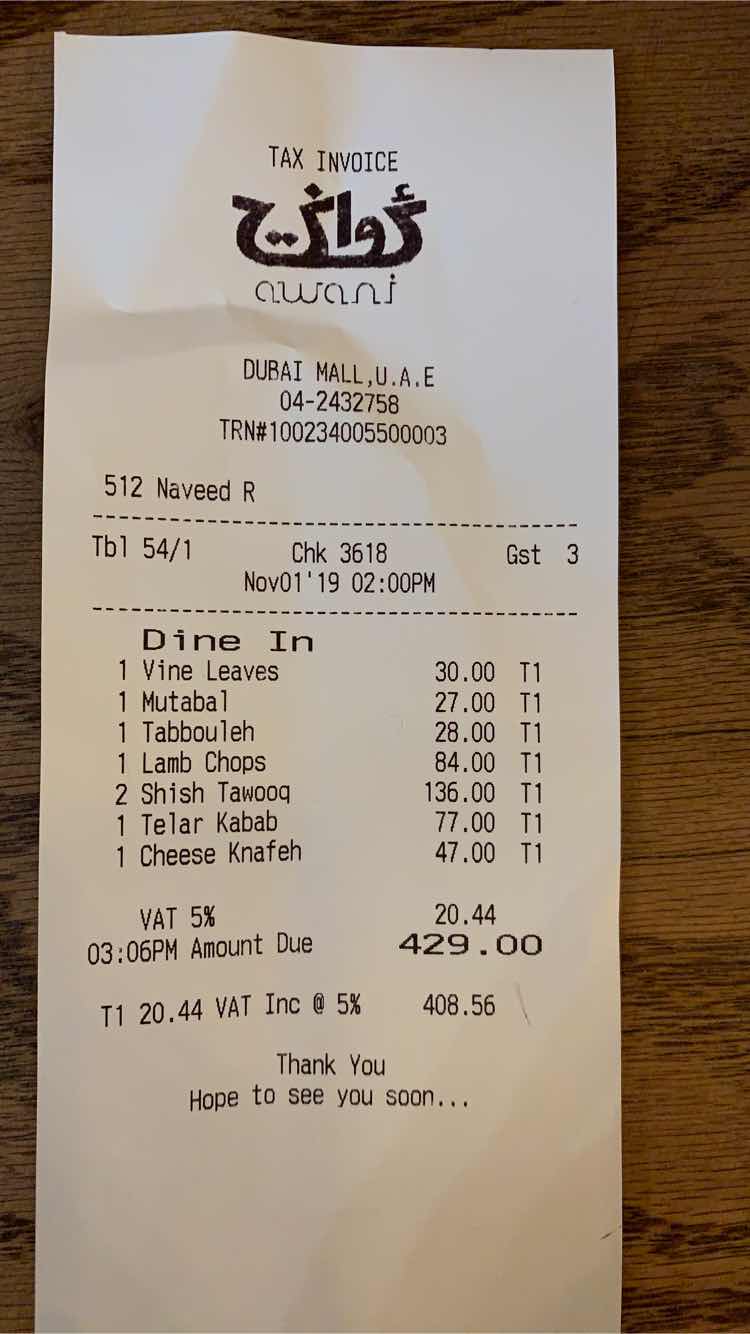 TAX INVOICE
أواني
awani
DUBAI MALL,U.A.E
04-2432758
TRN#100234005500003
512 Naveed R
Tbl 54/1 Chk 3618 Gst 3
Nov01'19 02:00PM
Dine In
1 Vine Leaves 30.00 T1
1 Mutabal 27.00 T1
1 Tabbouleh 28.00 T1
1 Lamb Chops 84.00 T1
2 Shish Tawooq 136.00 T1
1 Telar Kabab 77.00 T1
1 Cheese Knafeh 47.00 T1
VAT 5% 20.44
03:06PM Amount Due 429.00
T1 20.44 VAT Inc @ 5% 408.56
Thank You
Hope to see you soon...